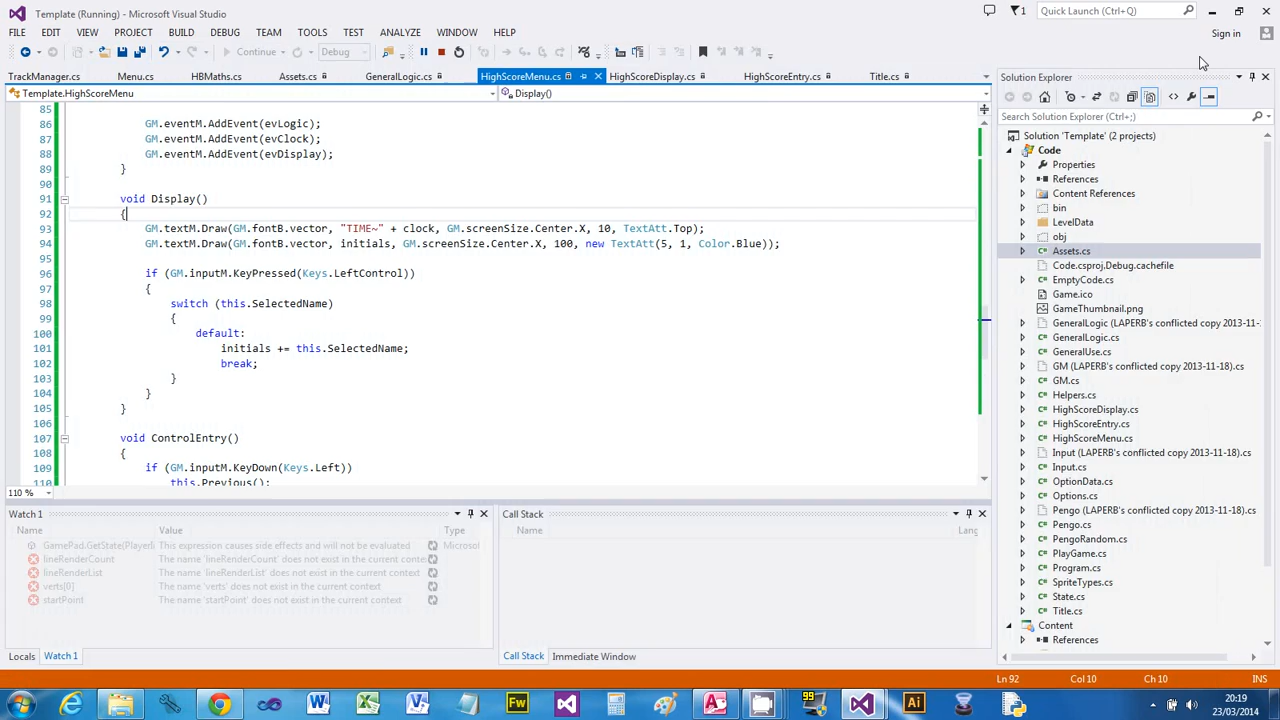 Template (Running) - Microsoft Visual Studio
1
Quick Launch (Ctrl+Q)
FILE EDIT VIEW PROJECT BUILD DEBUG TEAM TOOLS TEST ANALYZE WINDOW HELP
Sign in
Continue Debug
TrackManager.cs Menu.cs HBMaths.cs Assets.cs GeneralLogic.cs HighScoreMenu.cs HighScoreDisplay.cs HighScoreEntry.cs Title.cs
Template.HighScoreMenu Display()
85
86 GM.eventM.AddEvent(evLogic);
87 GM.eventM.AddEvent(evClock);
88 GM.eventM.AddEvent(evDisplay);
89 }
90
91 void Display()
92 {
93 GM.textM.Draw(GM.fontB.vector, "TIME~" + clock, GM.screenSize.Center.X, 10, TextAtt.Top);
94 GM.textM.Draw(GM.fontB.vector, initials, GM.screenSize.Center.X, 100, new TextAtt(5, 1, Color.Blue));
95
96 if (GM.inputM.KeyPressed(Keys.LeftControl))
97 {
98 switch (this.SelectedName)
99 {
100 default:
101 initials += this.SelectedName;
102 break;
103 }
104 }
105 }
106
107 void ControlEntry()
108 {
109 if (GM.inputM.KeyDown(Keys.Left))
110 this.Previous();
110 %
Solution Explorer
Search Solution Explorer (Ctrl+;)
Solution 'Template' (2 projects)
Code
Properties
References
Content References
bin
LevelData
obj
Assets.cs
Code.csproj.Debug.cachefile
EmptyCode.cs
Game.ico
GameThumbnail.png
GeneralLogic (LAPERB's conflicted copy 2013-11-
GeneralLogic.cs
GeneralUse.cs
GM (LAPERB's conflicted copy 2013-11-18).cs
GM.cs
Helpers.cs
HighScoreDisplay.cs
HighScoreEntry.cs
HighScoreMenu.cs
Input (LAPERB's conflicted copy 2013-11-18).cs
Input.cs
OptionData.cs
Options.cs
Pengo (LAPERB's conflicted copy 2013-11-18).cs
Pengo.cs
PengoRandom.cs
PlayGame.cs
Program.cs
SpriteTypes.cs
State.cs
Title.cs
Content
References
Watch 1
Name Value Type
GamePad.GetState(PlayerI This expression causes side effects and will not be evaluated Microsof
lineRenderCount The name 'lineRenderCount' does not exist in the current conte
lineRenderList The name 'lineRenderList' does not exist in the current context
verts[0] The name 'verts' does not exist in the current context
startPoint The name 'startPoint' does not exist in the current context
Locals Watch 1
Call Stack
Name Lang
Call Stack Immediate Window
Ln 92 Col 10 Ch 10 INS
20:19
23/03/2014